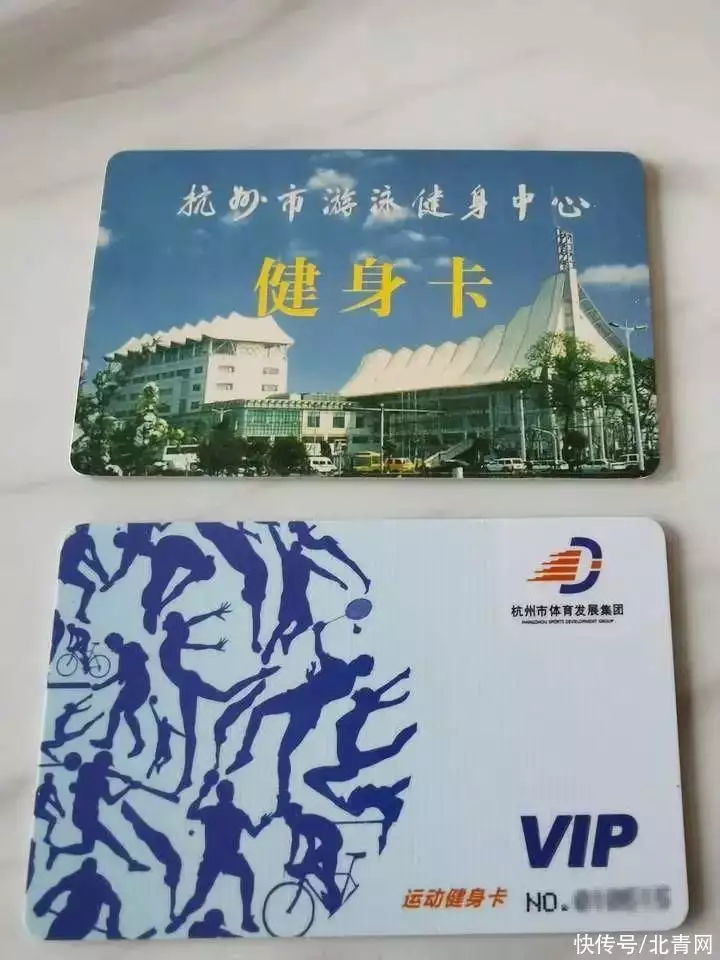 杭州市游泳健身中心
健身卡
杭州市体育发展集团
HANGZHOU SPORTS DEVELOPMENT GROUP
VIP
运动健身卡 NO.
快传号/北青网